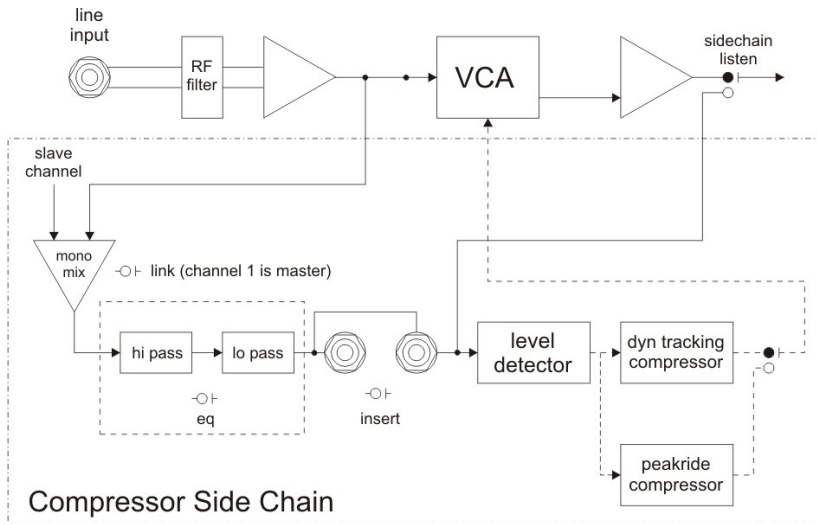 line
input
RF
filter
VCA
sidechain
listen
slave
channel
mono
mix
link (channel 1 is master)
hi pass
lo pass
level
detector
dyn tracking
compressor
eq
insert
peakride
compressor
Compressor Side Chain